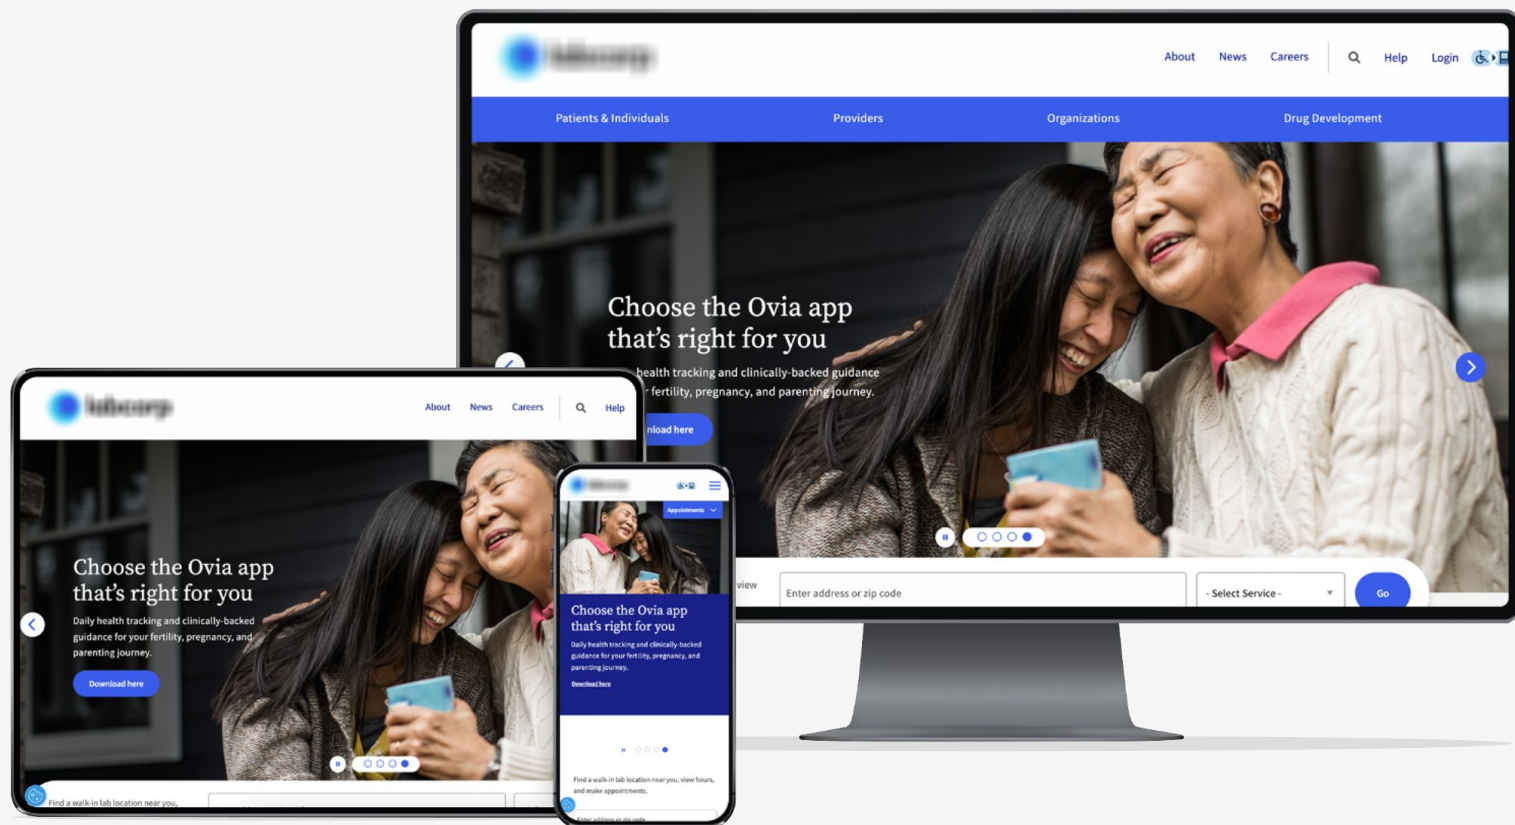 About News Careers Help Login
Patients & Individuals Providers Organizations Drug Development
Choose the Ovia app
that's right for you
health tracking and clinically-backed guidance
fertility, pregnancy, and parenting journey.
nload here
view
Enter address or zip code
- Select Service -
Go
About News Careers Help
Choose the Ovia app
that's right for you
Daily health tracking and clinically-backed
guidance for your fertility, pregnancy, and
parenting journey.
Download here
Find a walk-in lab location near you,
Appointments
Choose the Ovia app
that's right for you
Daily health tracking and clinically-backed
guidance for your fertility, pregnancy, and
parenting journey.
Download here
Find a walk-in lab location near you, view hours,
and make appointments.
Enter address or zip code